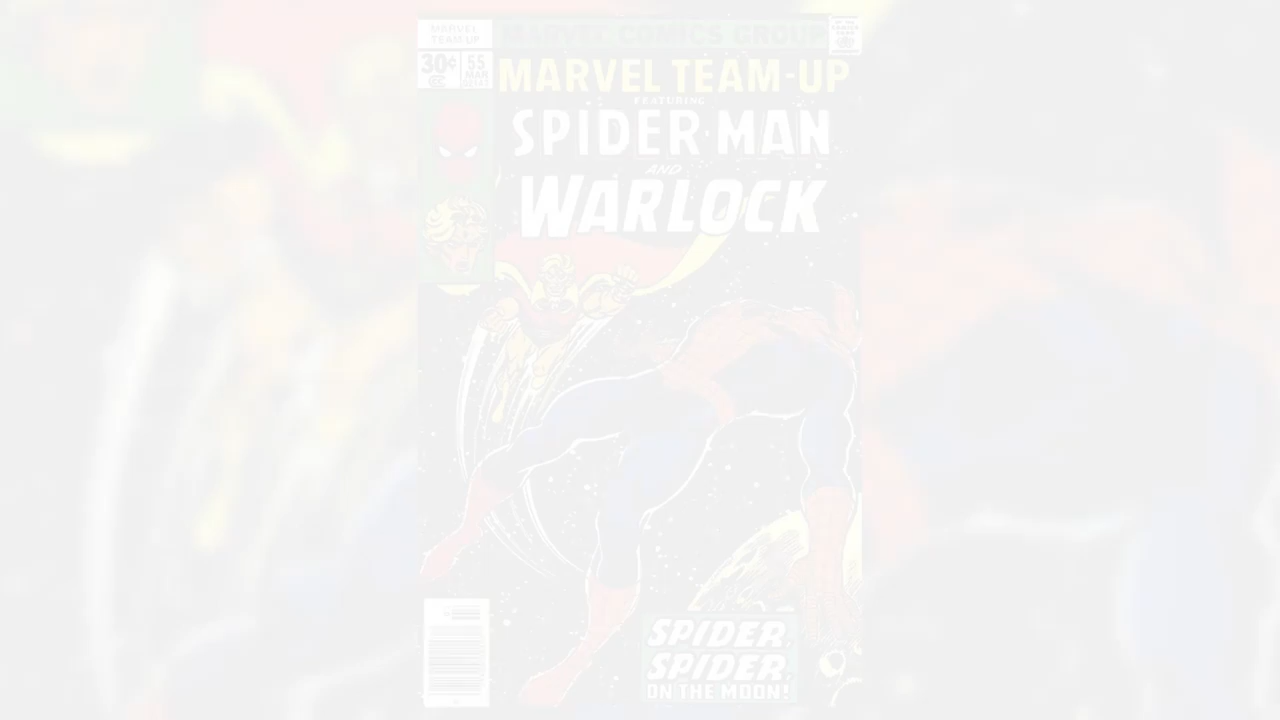 MARVEL
TEAM-UP
MARVEL COMICS GROUP
30¢
55
MAR
MARVEL TEAM-UP
FEATURING
SPIDER-MAN
AND
WARLOCK
SPIDER,
SPIDER,
ON THE MOON!